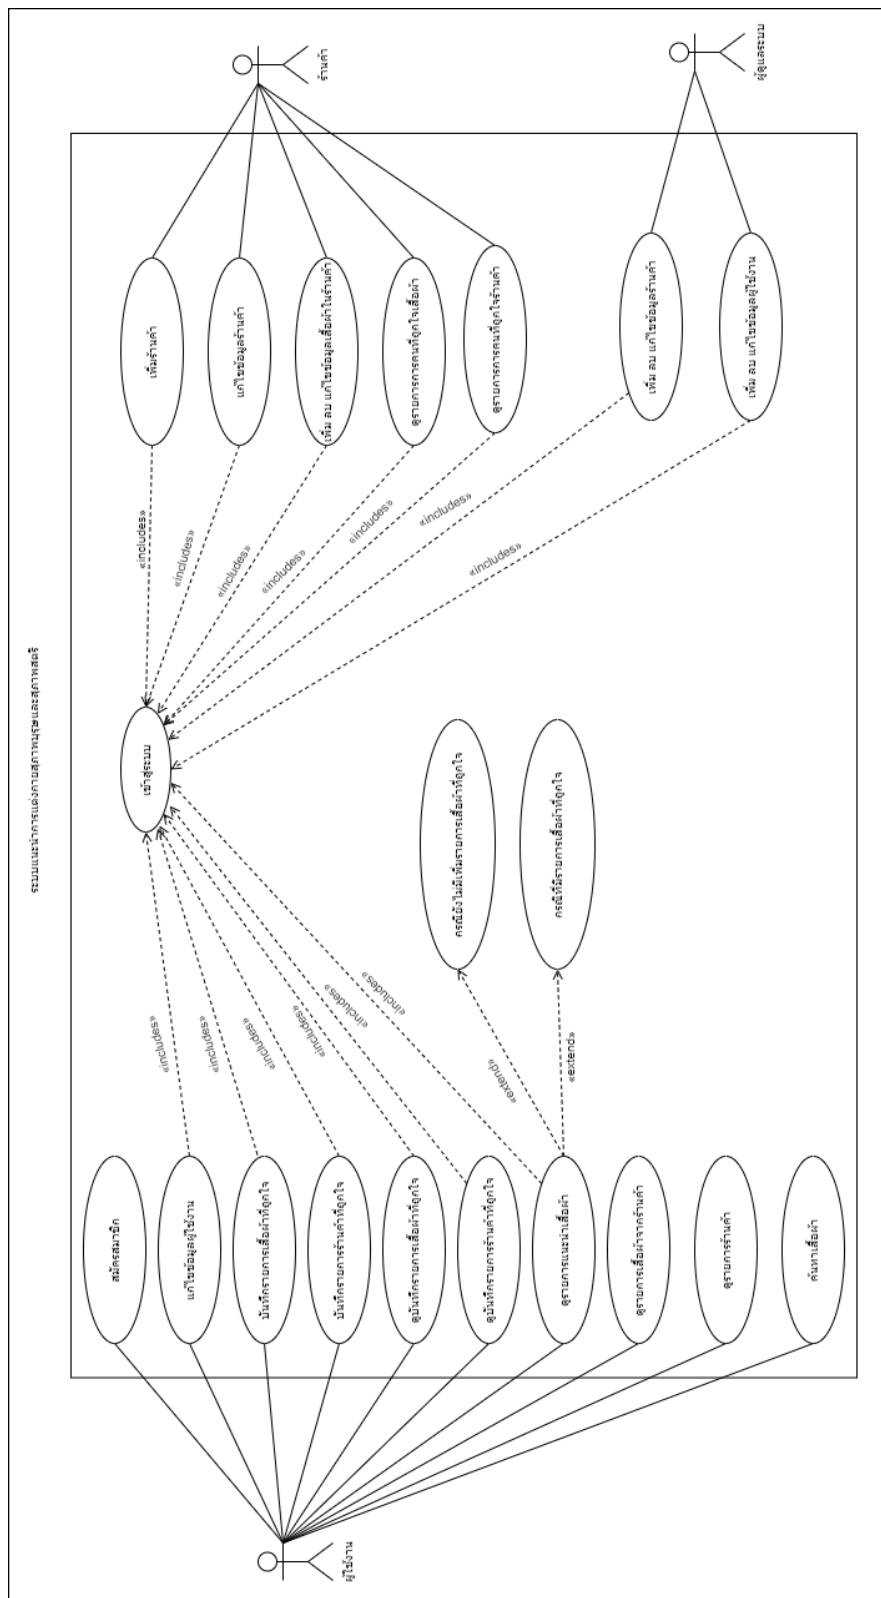 ระบบแนะนำการแต่งกายสุภาพบุรุษและสุภาพสตรี
ผู้ใช้งาน
สมัครสมาชิก
แก้ไขข้อมูลผู้ใช้งาน
บันทึกรายการเสื้อผ้าที่ถูกใจ
บันทึกรายการร้านค้าที่ถูกใจ
ดูบันทึกรายการเสื้อผ้าที่ถูกใจ
ดูบันทึกรายการร้านค้าที่ถูกใจ
ดูรายการแนะนำเสื้อผ้า
ดูรายการเสื้อผ้าจากร้านค้า
ดูรายการร้านค้า
ค้นหาเสื้อผ้า
«includes»
«includes»
«includes»
«includes»
«includes»
«includes»
«extend»
«extend»
เข้าสู่ระบบ
กรณียังไม่มีเพิ่มรายการเสื้อผ้าที่ถูกใจ
กรณีที่มีรายการเสื้อผ้าที่ถูกใจ
«includes»
«includes»
«includes»
«includes»
«includes»
«includes»
«includes»
เพิ่มร้านค้า
แก้ไขข้อมูลร้านค้า
เพิ่ม ลบ แก้ไขข้อมูลเสื้อผ้าในร้านค้า
ดูรายการการคนที่ถูกใจเสื้อผ้า
ดูรายการการคนที่ถูกใจร้านค้า
เพิ่ม ลบ แก้ไขข้อมูลร้านค้า
เพิ่ม ลบ แก้ไขข้อมูลผู้ใช้งาน
ร้านค้า
ผู้ดูแลระบบ